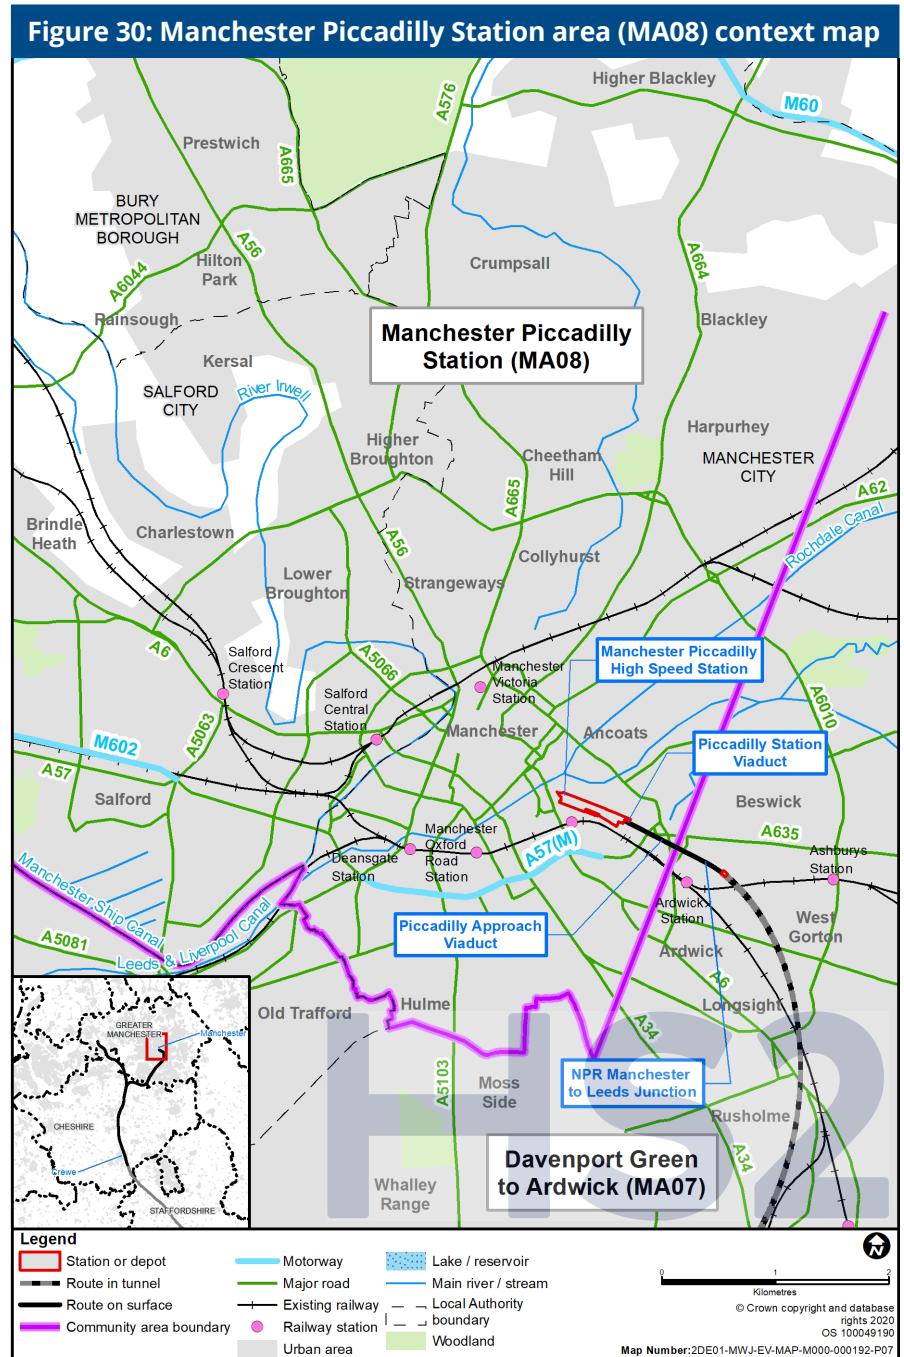 Figure 30: Manchester Piccadilly Station area (MA08) context map
Higher Blackley
A576
M60
Prestwich
A665
BURY
METROPOLITAN
BOROUGH
A56
Hilton
Park
Crumpsall
A664
A6044
Rainsough
Blackley
Manchester Piccadilly
Station (MA08)
Kersal
SALFORD
CITY
River Irwell
Harpurhey
Higher
Broughton
Cheetham
Hill
MANCHESTER
CITY
A62
A665
Rochdale Canal
Brindle
Heath
Charlestown
A56
Collyhurst
Lower
Broughton
Strangeways
A6
Salford
Crescent
Station
A5066
Manchester
Victoria
Station
Manchester Piccadilly
High Speed Station
Salford
Central
Station
A6010
A5063
Manchester
Ancoats
M602
Piccadilly Station
Viaduct
A57
Salford
Beswick
Manchester
Oxford
Road
Station
A635
A57(M)
Deansgate
Station
Ashburys
Station
Manchester Ship Canal
Ardwick
Station
Leeds & Liverpool Canal
Piccadilly Approach
Viaduct
West
Gorton
A5081
Ardwick
A6
Old Trafford
Hulme
Longsight
A34
HS2
A5103
Moss
Side
NPR Manchester
to Leeds Junction
Rusholme
A34
Davenport Green
to Ardwick (MA07)
Whalley
Range
GREATER
MANCHESTER
Manchester
CHESHIRE
Crewe
STAFFORDSHIRE
Legend
Station or depot
Route in tunnel
Route on surface
Community area boundary
Motorway
Major road
Existing railway
Railway station
Urban area
Lake / reservoir
Main river / stream
Local Authority
boundary
Woodland
N
0 1 2
Kilometres
© Crown copyright and database
rights 2020
OS 100049190
Map Number:2DE01-MWJ-EV-MAP-M000-000192-P07